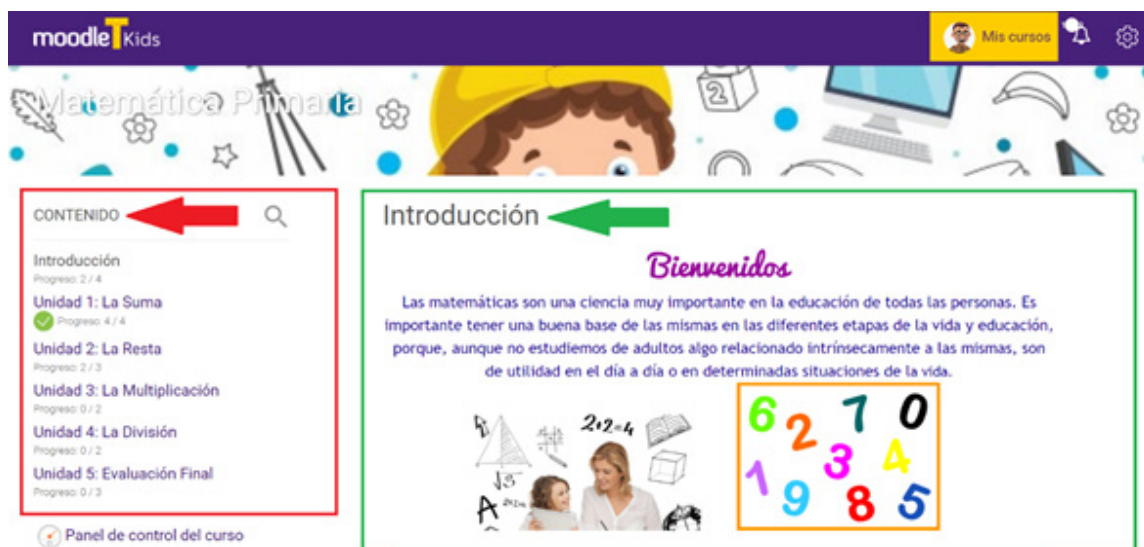 moodle T Kids
Mis cursos
Matemática Primaria
2
CONTENIDO
Introducción
Progreso: 2 / 4
Unidad 1: La Suma
Progreso: 4 / 4
Unidad 2: La Resta
Progreso: 2 / 3
Unidad 3: La Multiplicación
Progreso: 0 / 2
Unidad 4: La División
Progreso: 0 / 2
Unidad 5: Evaluación Final
Progreso: 0 / 3
Panel de control del curso
Introducción
Bienvenidos
Las matemáticas son una ciencia muy importante en la educación de todas las personas. Es
importante tener una buena base de las mismas en las diferentes etapas de la vida y educación,
porque, aunque no estudiemos de adultos algo relacionado intrínsecamente a las mismas, son
de utilidad en el día a día o en determinadas situaciones de la vida.
2+2=4
√5
A
6 2 7 0
1 3 4
9 8 5